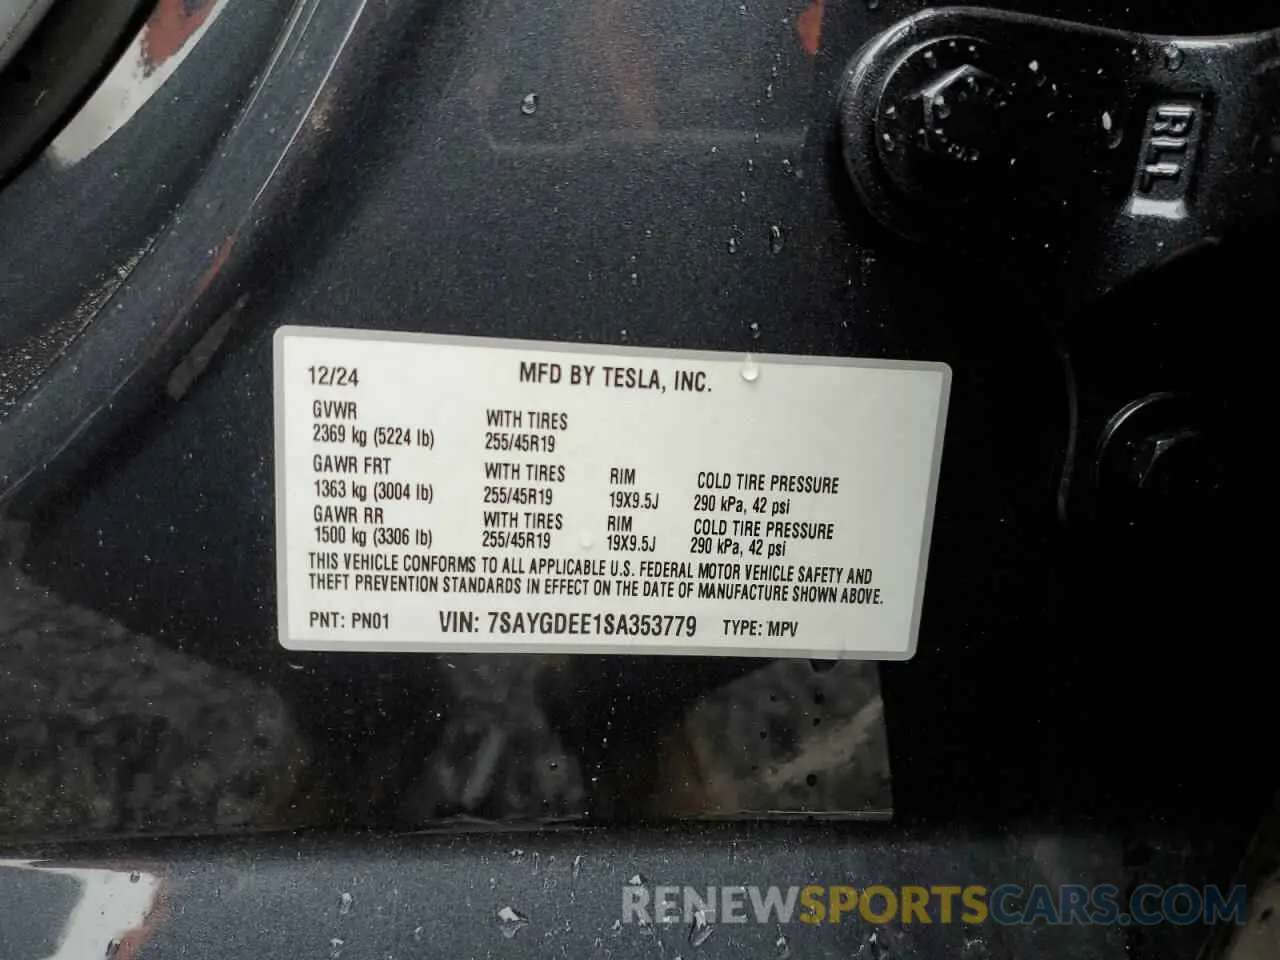 RLL1
12/24 MFD BY TESLA, INC.
GVWR
2369 kg (5224 lb)
WITH TIRES
255/45R19
GAWR FRT
1363 kg (3004 lb)
WITH TIRES
255/45R19
RIM
19X9.5J
COLD TIRE PRESSURE
290 kPa, 42 psi
GAWR RR
1500 kg (3306 lb)
WITH TIRES
255/45R19
RIM
19X9.5J
COLD TIRE PRESSURE
290 kPa, 42 psi
THIS VEHICLE CONFORMS TO ALL APPLICABLE U.S. FEDERAL MOTOR VEHICLE SAFETY AND
THEFT PREVENTION STANDARDS IN EFFECT ON THE DATE OF MANUFACTURE SHOWN ABOVE.
PNT: PN01 VIN: 7SAYGDEE1SA353779 TYPE: MPV
RENEWSPORTSCARS.COM